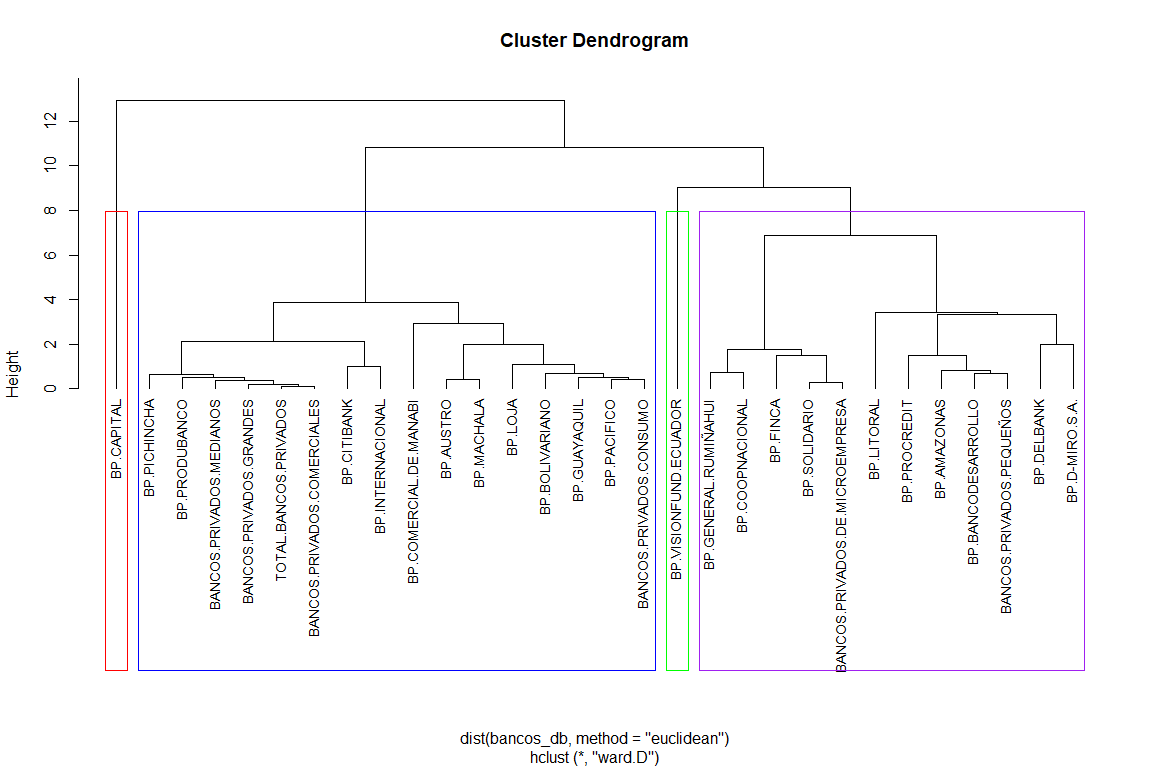 Cluster Dendrogram
Height
0
2
4
6
8
10
12
BP.CAPITAL
BP.PICHINCHA
BP.PRODUBANCO
BANCOS.PRIVADOS.MEDIANOS
BANCOS.PRIVADOS.GRANDES
TOTAL.BANCOS.PRIVADOS
BANCOS.PRIVADOS.COMERCIALES
BP.CITIBANK
BP.INTERNACIONAL
BP.COMERCIAL.DE.MANABI
BP.AUSTRO
BP.MACHALA
BP.LOJA
BP.BOLIVARIANO
BP.GUAYAQUIL
BP.PACIFICO
BANCOS.PRIVADOS.CONSUMO
BP.VISIONFUND.ECUADOR
BP.GENERAL.RUMIÑAHUI
BP.COOPNACIONAL
BP.FINCA
BP.SOLIDARIO
BANCOS.PRIVADOS.DE.MICROEMPRESA
BP.LITORAL
BP.PROCREDIT
BP.AMAZONAS
BP.BANCODESARROLLO
BANCOS.PRIVADOS.PEQUEÑOS
BP.DELBANK
BP.D-MIRO.S.A.
dist(bancos_db, method = "euclidean")
hclust (*, "ward.D")